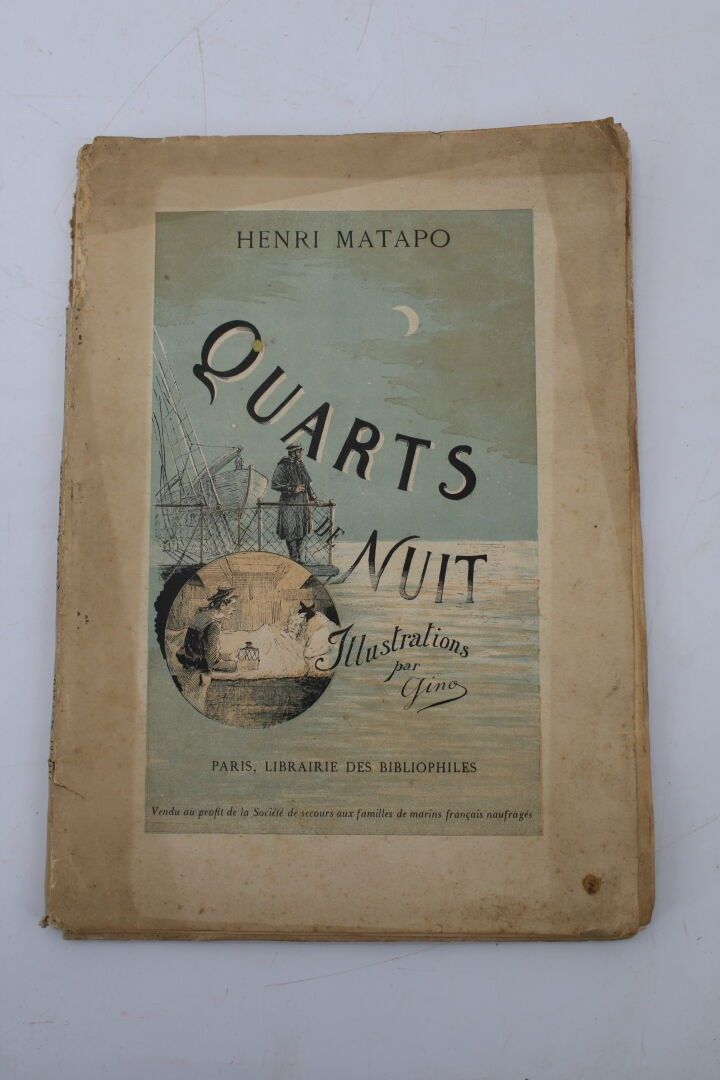 HENRI MATAPO
QUARTS
DE
NUIT
Illustrations
par
Gino
PARIS, LIBRAIRIE DES BIBLIOPHILES
Vendu au profit de la Société de secours aux familles de marins français naufragés